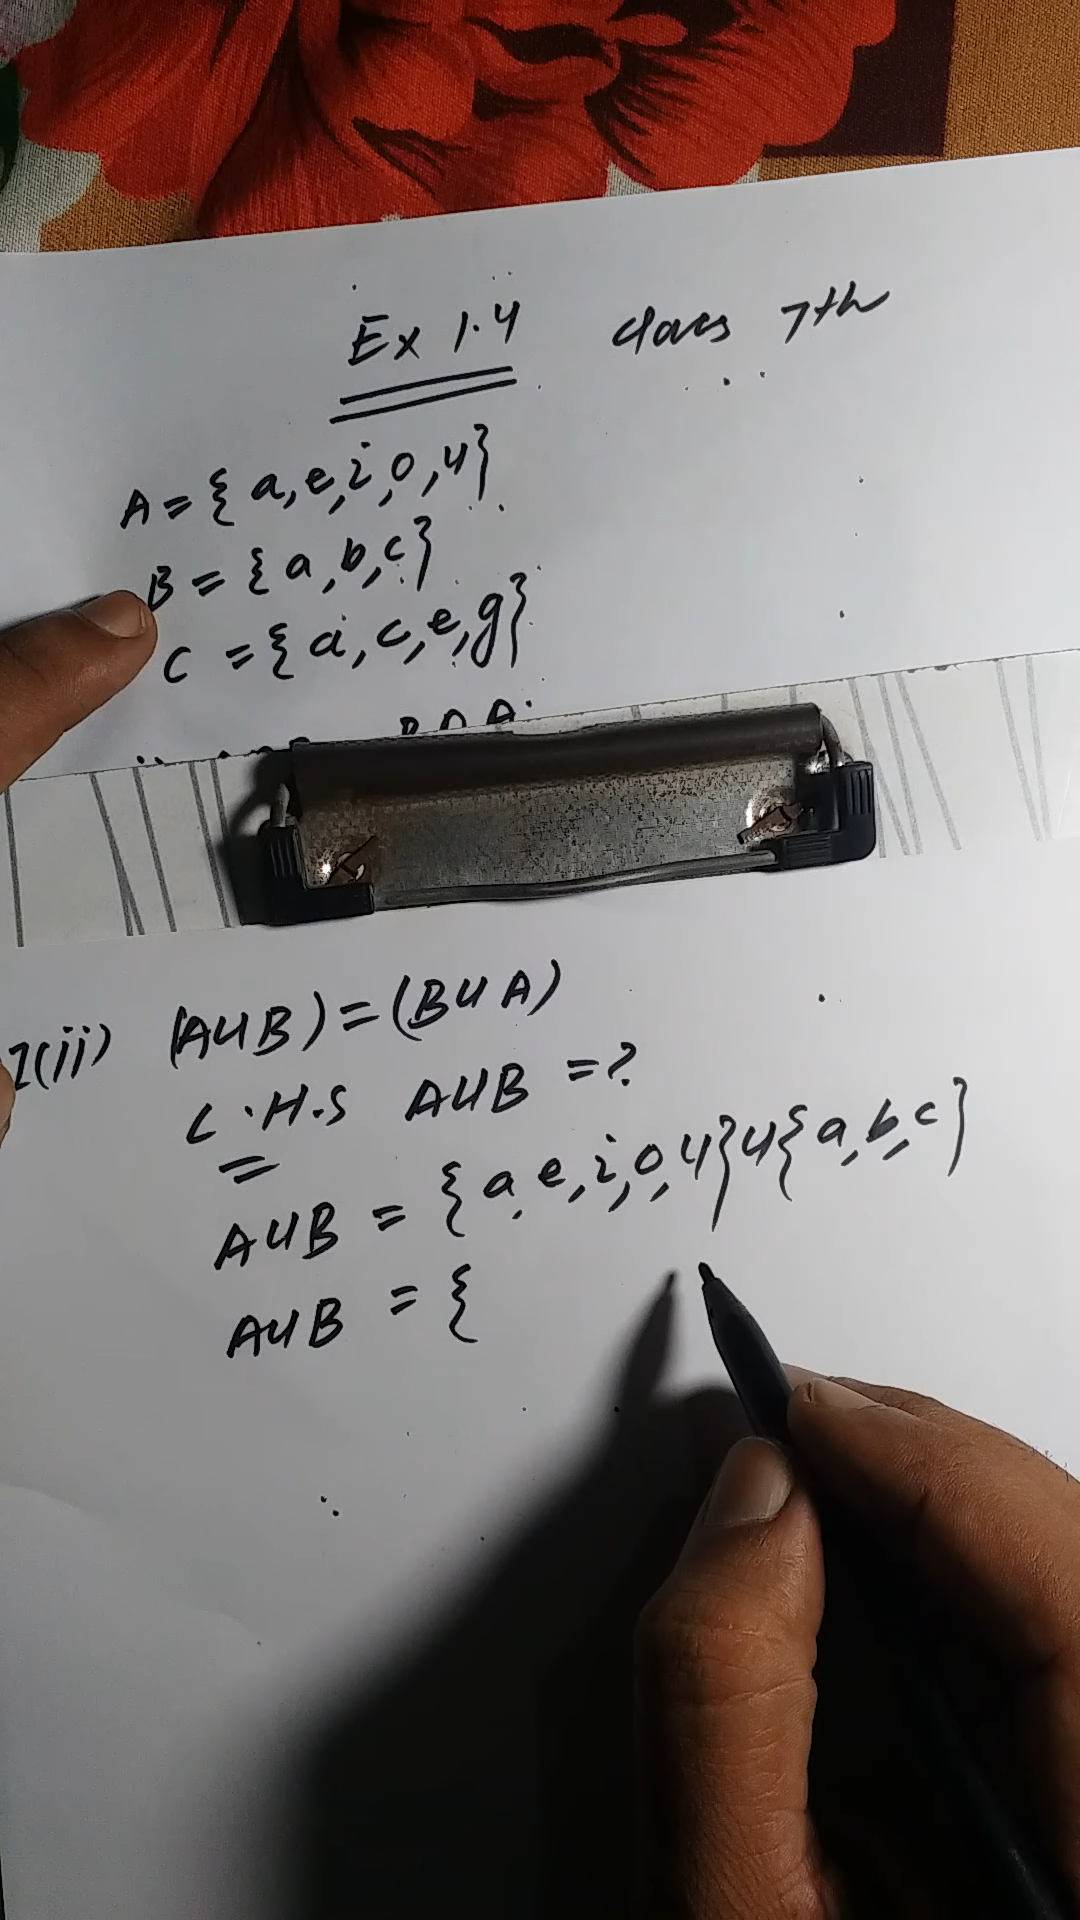 Ex 1.4 class 7th
A = {a, e, i, o, u}
B = {a, b, c}
C = {a, c, e, g}
B ∩ A
I(ii) (A∪B) = (B∪A)
L.H.S A∪B = ?
A∪B = {a, e, i, o, u} ∪ {a, b, c}
A∪B = {